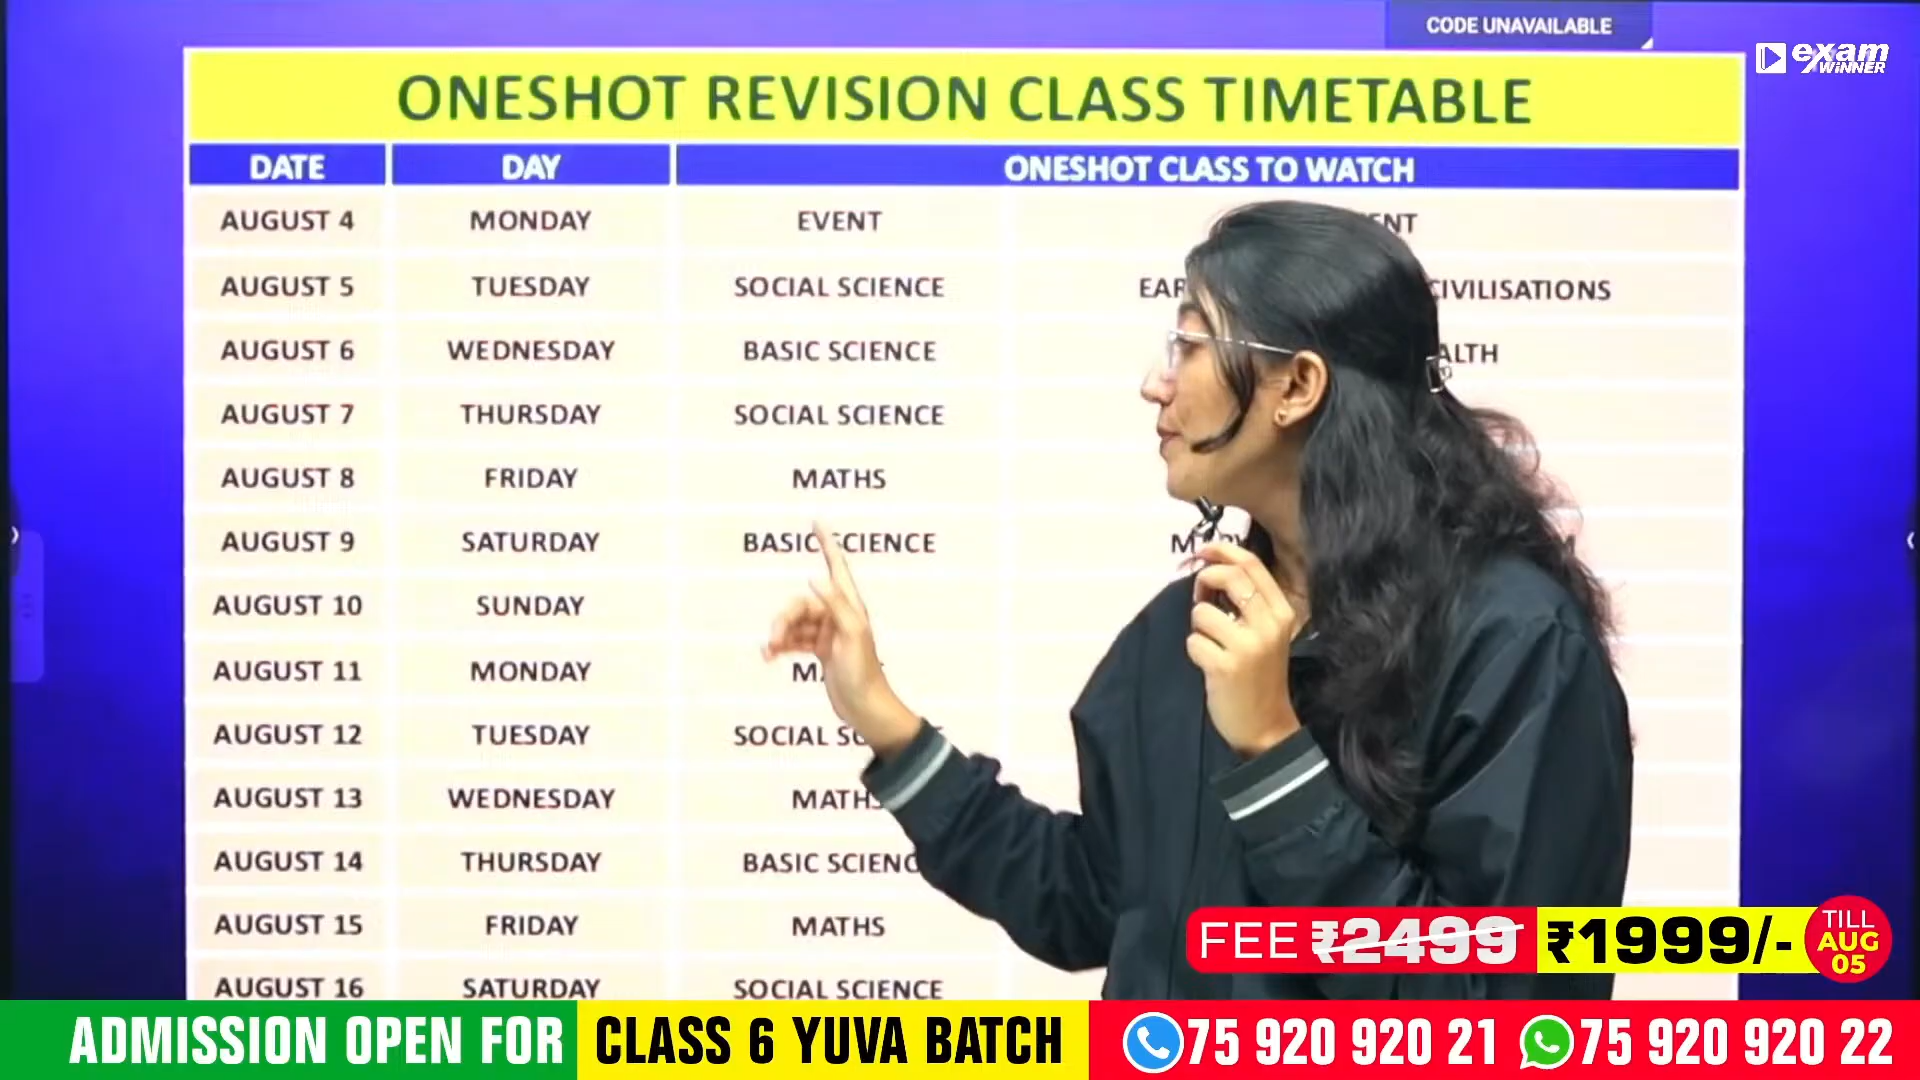 CODE UNAVAILABLE
exam WINNER
ONESHOT REVISION CLASS TIMETABLE
DATE DAY ONESHOT CLASS TO WATCH
AUGUST 4 MONDAY EVENT
AUGUST 5 TUESDAY SOCIAL SCIENCE CIVILISATIONS
AUGUST 6 WEDNESDAY BASIC SCIENCE
AUGUST 7 THURSDAY SOCIAL SCIENCE
AUGUST 8 FRIDAY MATHS
AUGUST 9 SATURDAY BASIC SCIENCE
AUGUST 10 SUNDAY
AUGUST 11 MONDAY
AUGUST 12 TUESDAY SOCIAL
AUGUST 13 WEDNESDAY MATHS
AUGUST 14 THURSDAY BASIC SCIENC
AUGUST 15 FRIDAY MATHS
AUGUST 16 SATURDAY SOCIAL SCIENCE
FEE ₹2499 ₹1999/- TILL AUG 05
ADMISSION OPEN FOR CLASS 6 YUVA BATCH 75 920 920 21 75 920 920 22